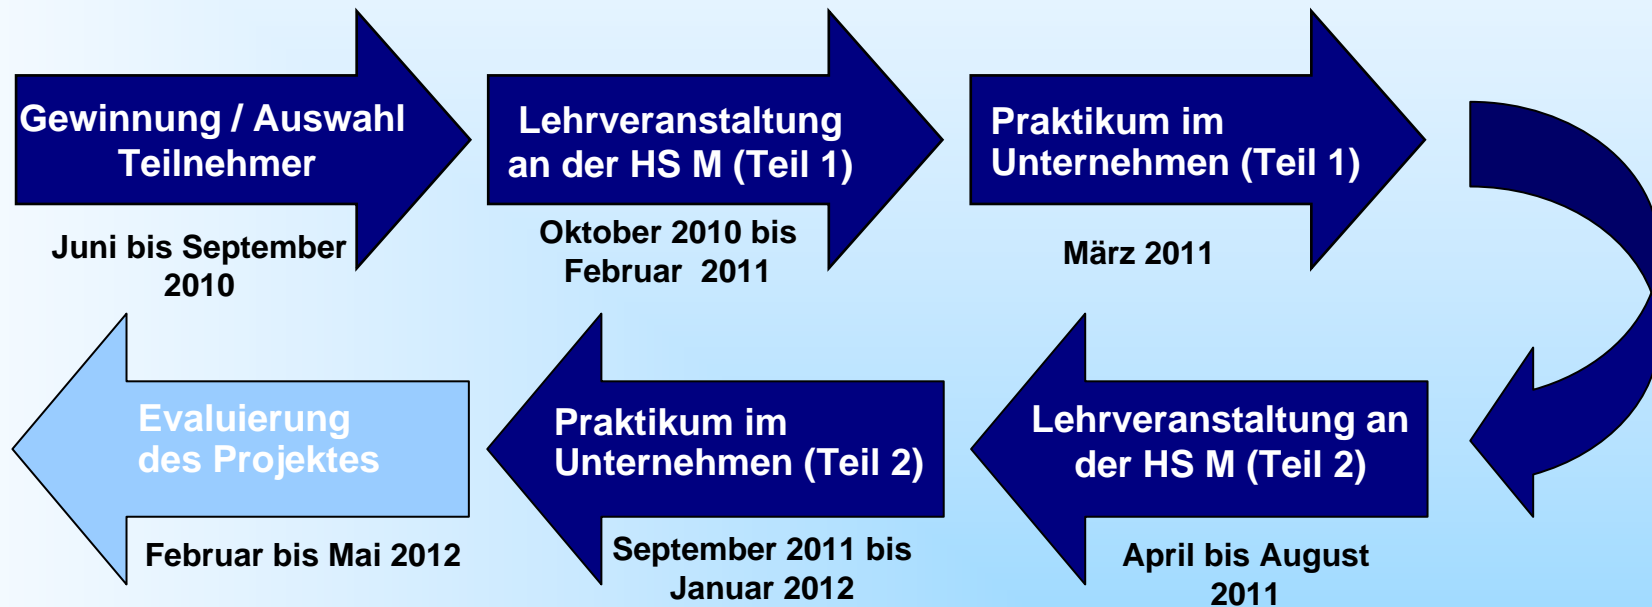 Gewinnung / Auswahl
Teilnehmer
Juni bis September
2010
Lehrveranstaltung
an der HS M (Teil 1)
Oktober 2010 bis
Februar 2011
Praktikum im
Unternehmen (Teil 1)
März 2011
Lehrveranstaltung an
der HS M (Teil 2)
April bis August
2011
Praktikum im
Unternehmen (Teil 2)
September 2011 bis
Januar 2012
Evaluierung
des Projektes
Februar bis Mai 2012